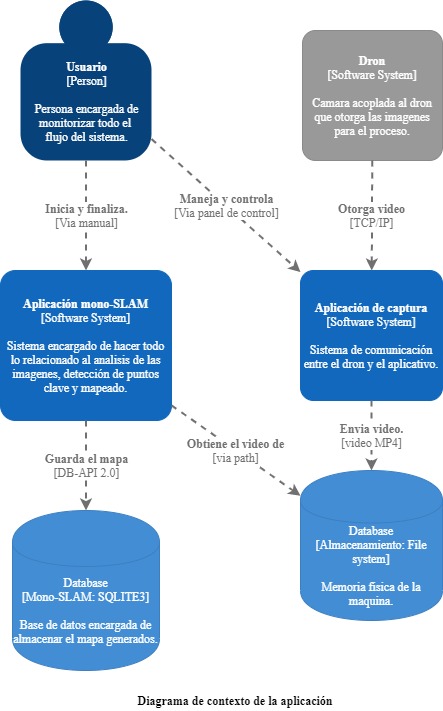 Usuario
[Person]
Persona encargada de
monitorizar todo el
flujo del sistema.
Dron
[Software System]
Camara acoplada al dron
que otorga las imagenes
para el proceso.
Inicia y finaliza.
[Via manual]
Maneja y controla
[Via panel de control]
Otorga video
[TCP/IP]
Aplicación mono-SLAM
[Software System]
Sistema encargado de hacer todo
lo relacionado al analisis de las
imagenes, detección de puntos
clave y mapeado.
Aplicación de captura
[Software System]
Sistema de comunicación
entre el dron y el aplicativo.
Guarda el mapa
[DB-API 2.0]
Obtiene el video de
[via path]
Envia video.
[video MP4]
Database
[Mono-SLAM: SQLITE3]
Base de datos encargada de
almacenar el mapa generados.
Database
[Almacenamiento: File
system]
Memoria física de la
maquina.
Diagrama de contexto de la aplicación